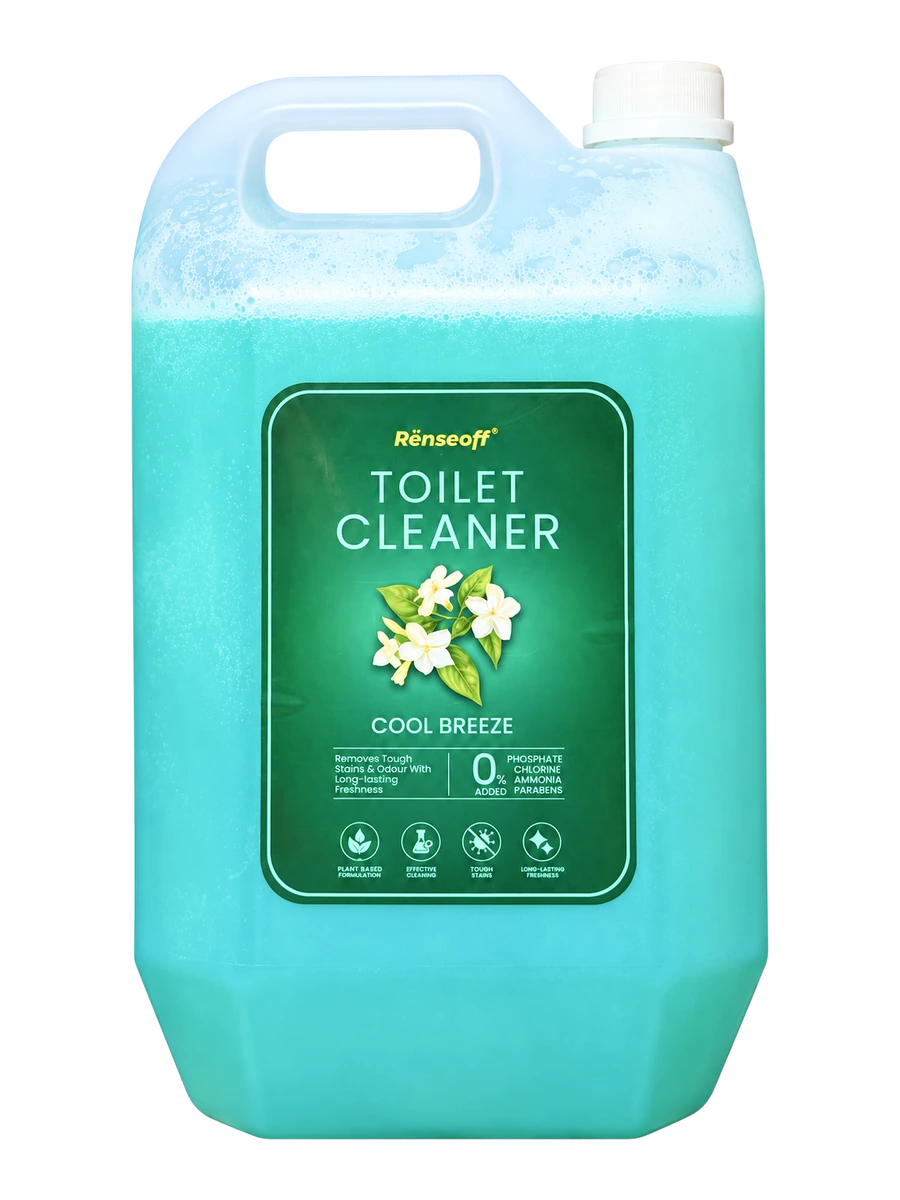 Rënseoff®
TOILET
CLEANER
COOL BREEZE
Removes Tough
Stains & Odour With
Long-lasting
Freshness
0%
ADDED
PHOSPHATE
CHLORINE
AMMONIA
PARABENS
PLANT BASED
FORMULATION
EFFECTIVE
CLEANING
TOUGH
STAINS
LONG-LASTING
FRESHNESS